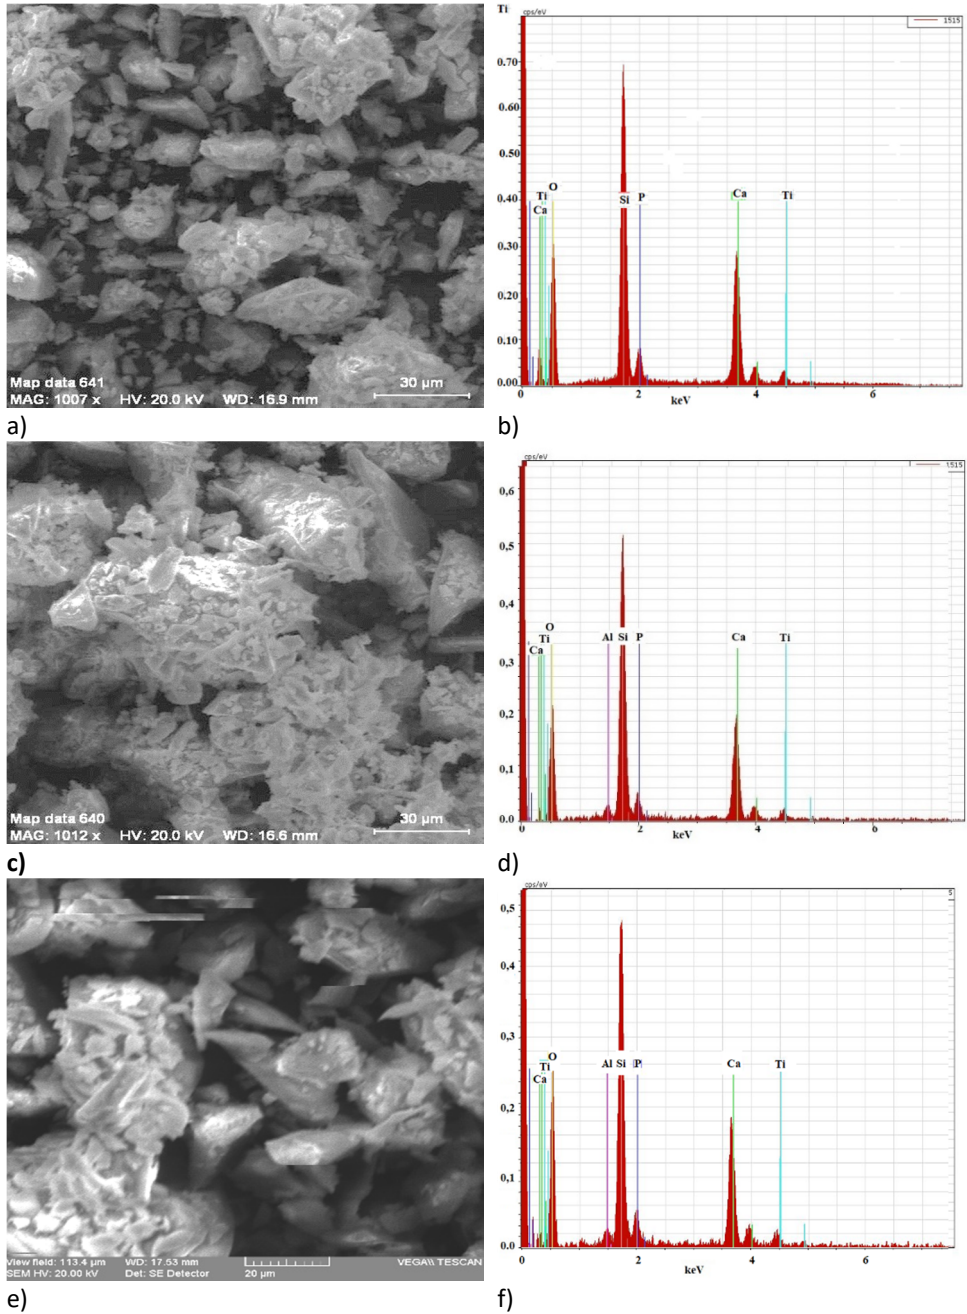 Map data 641
30 µm
MAG: 1007 x HV: 20.0 kV WD: 16.9 mm
a)
Ti
cps/eV
1515
0.70
0.60
0.50
0.40
0.30
0.20
0.10
0.00
O
Ti
Ca
Si
P
Ca
Ti
0
2
4
6
keV
b)
Map data 640
30 µm
MAG: 1012 x HV: 20.0 kV WD: 16.6 mm
c)
cps/eV
1515
0,6
0,5
0,4
0,3
0,2
0,1
0.0
O
Ti
Ca
Al
Si
P
Ca
Ti
0
2
4
6
keV
d)
View field: 113.4 µm WD: 17.53 mm VEGA\\ TESCAN
SEM HV: 20.00 kV Det: SE Detector 20 µm
e)
cps/eV
5
0,5
0,4
0,3
0,2
0,1
0.0
O
Ti
Ca
Al
Si
P
Ca
Ti
0
2
4
6
keV
f)